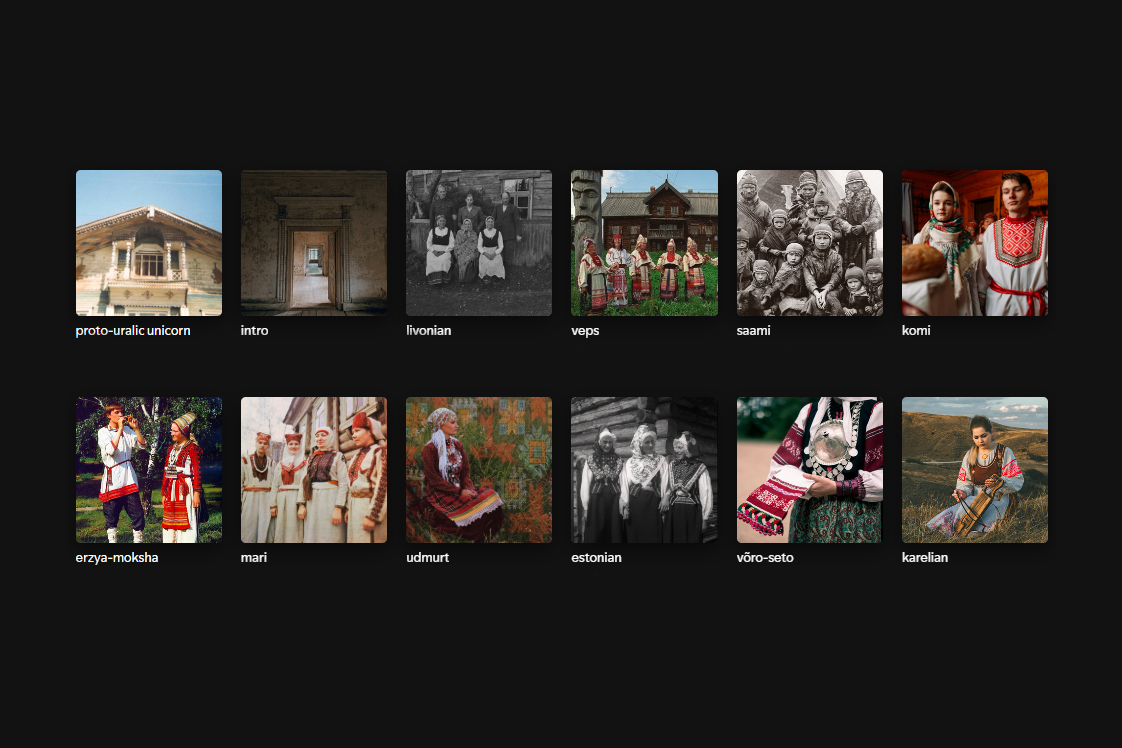 proto-uralic unicorn
intro
livonian
veps
saami
komi
erzya-moksha
mari
udmurt
estonian
võro-seto
karelian